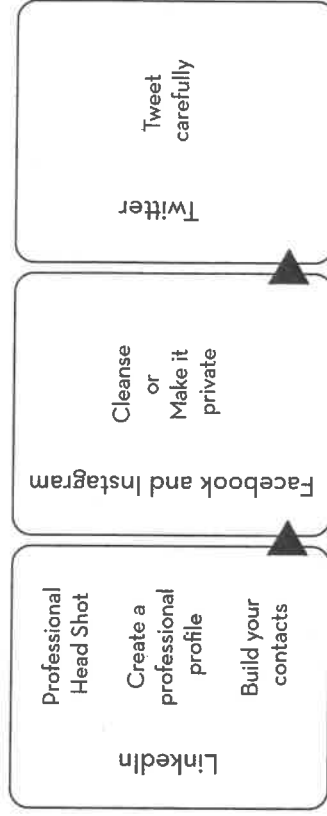 LinkedIn
Professional
Head Shot
Create a
professional
profile
Build your
contacts
Facebook and Instagram
Cleanse
or
Make it
private
Twitter
Tweet
carefully